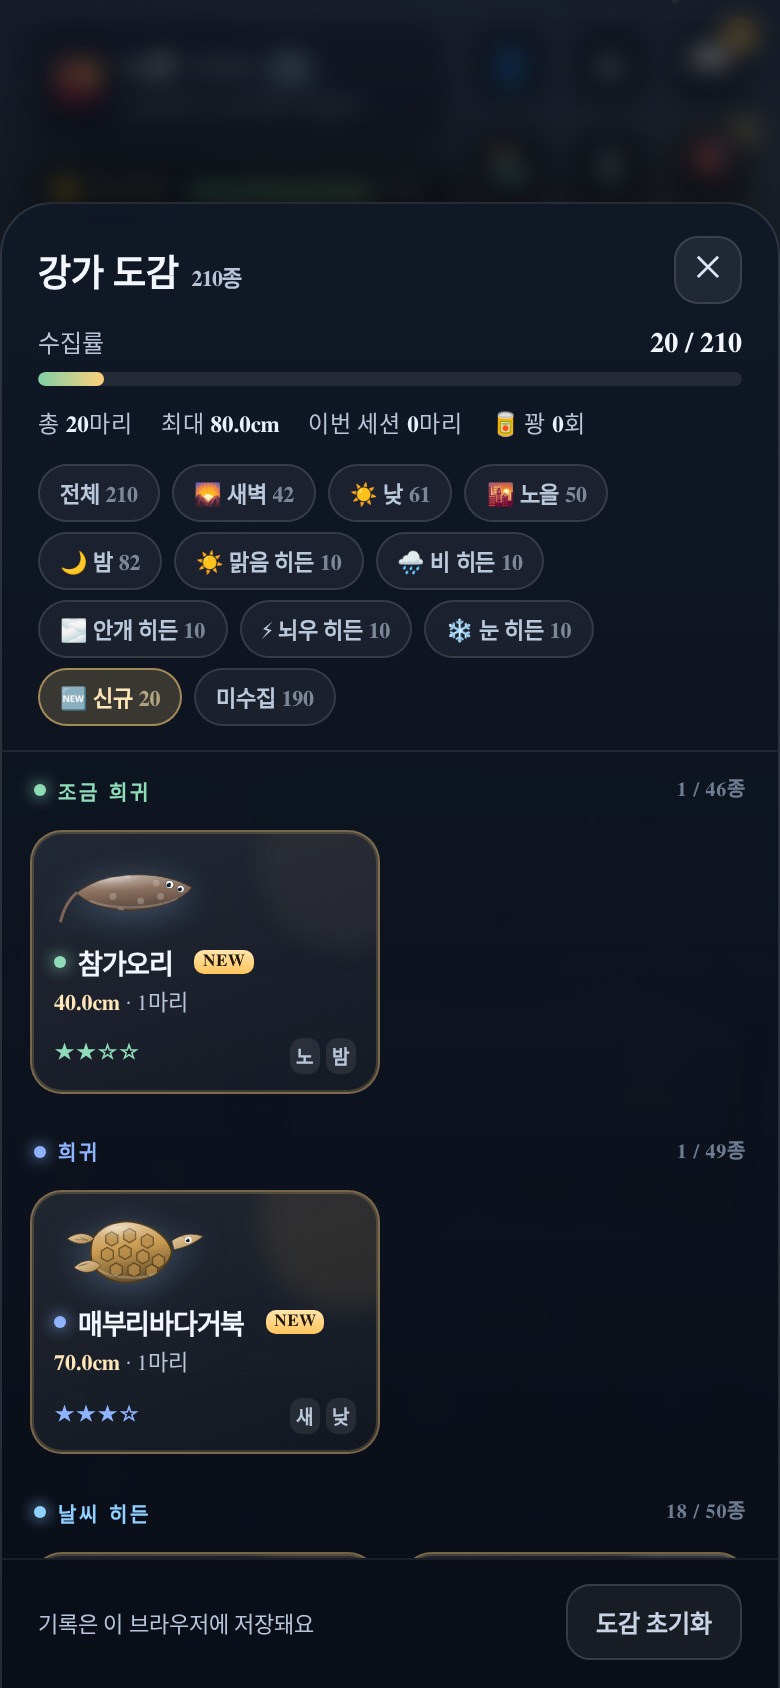 강가 도감 210종
수집률 20 / 210
총 20마리 최대 80.0cm 이번 세션 0마리 🥫 꽝 0회
전체 210 🌄 새벽 42 ☀️ 낮 61 🌇 노을 50
🌙 밤 82 ☀️ 맑음 히든 10 🌧️ 비 히든 10
🌫️ 안개 히든 10 ⚡ 뇌우 히든 10 ❄️ 눈 히든 10
🆕 신규 20 미수집 190
조금 희귀 1 / 46종
참가오리 NEW
40.0cm · 1마리
★★☆☆ 노 밤
희귀 1 / 49종
매부리바다거북 NEW
70.0cm · 1마리
★★★☆ 새 낮
날씨 히든 18 / 50종
기록은 이 브라우저에 저장돼요 도감 초기화